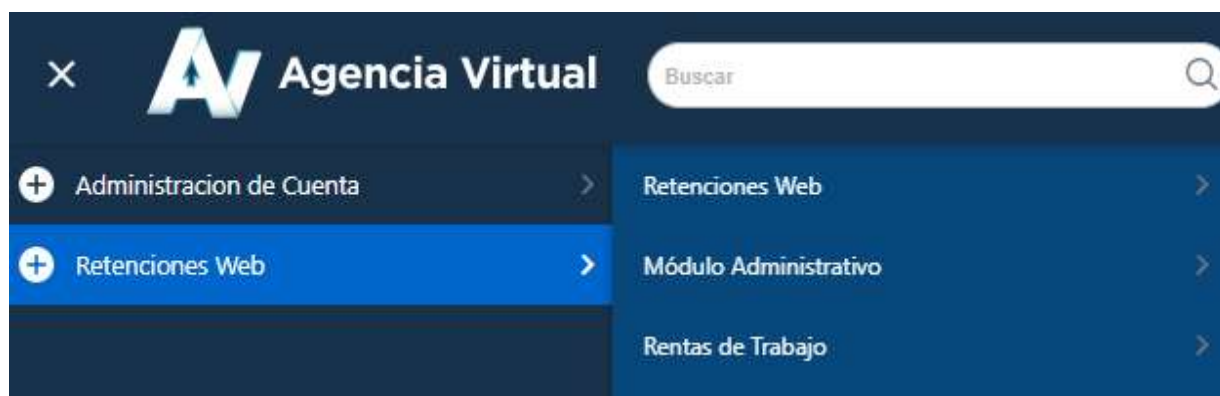 Agencia Virtual
Buscar
Administracion de Cuenta
Retenciones Web
Retenciones Web
Módulo Administrativo
Rentas de Trabajo